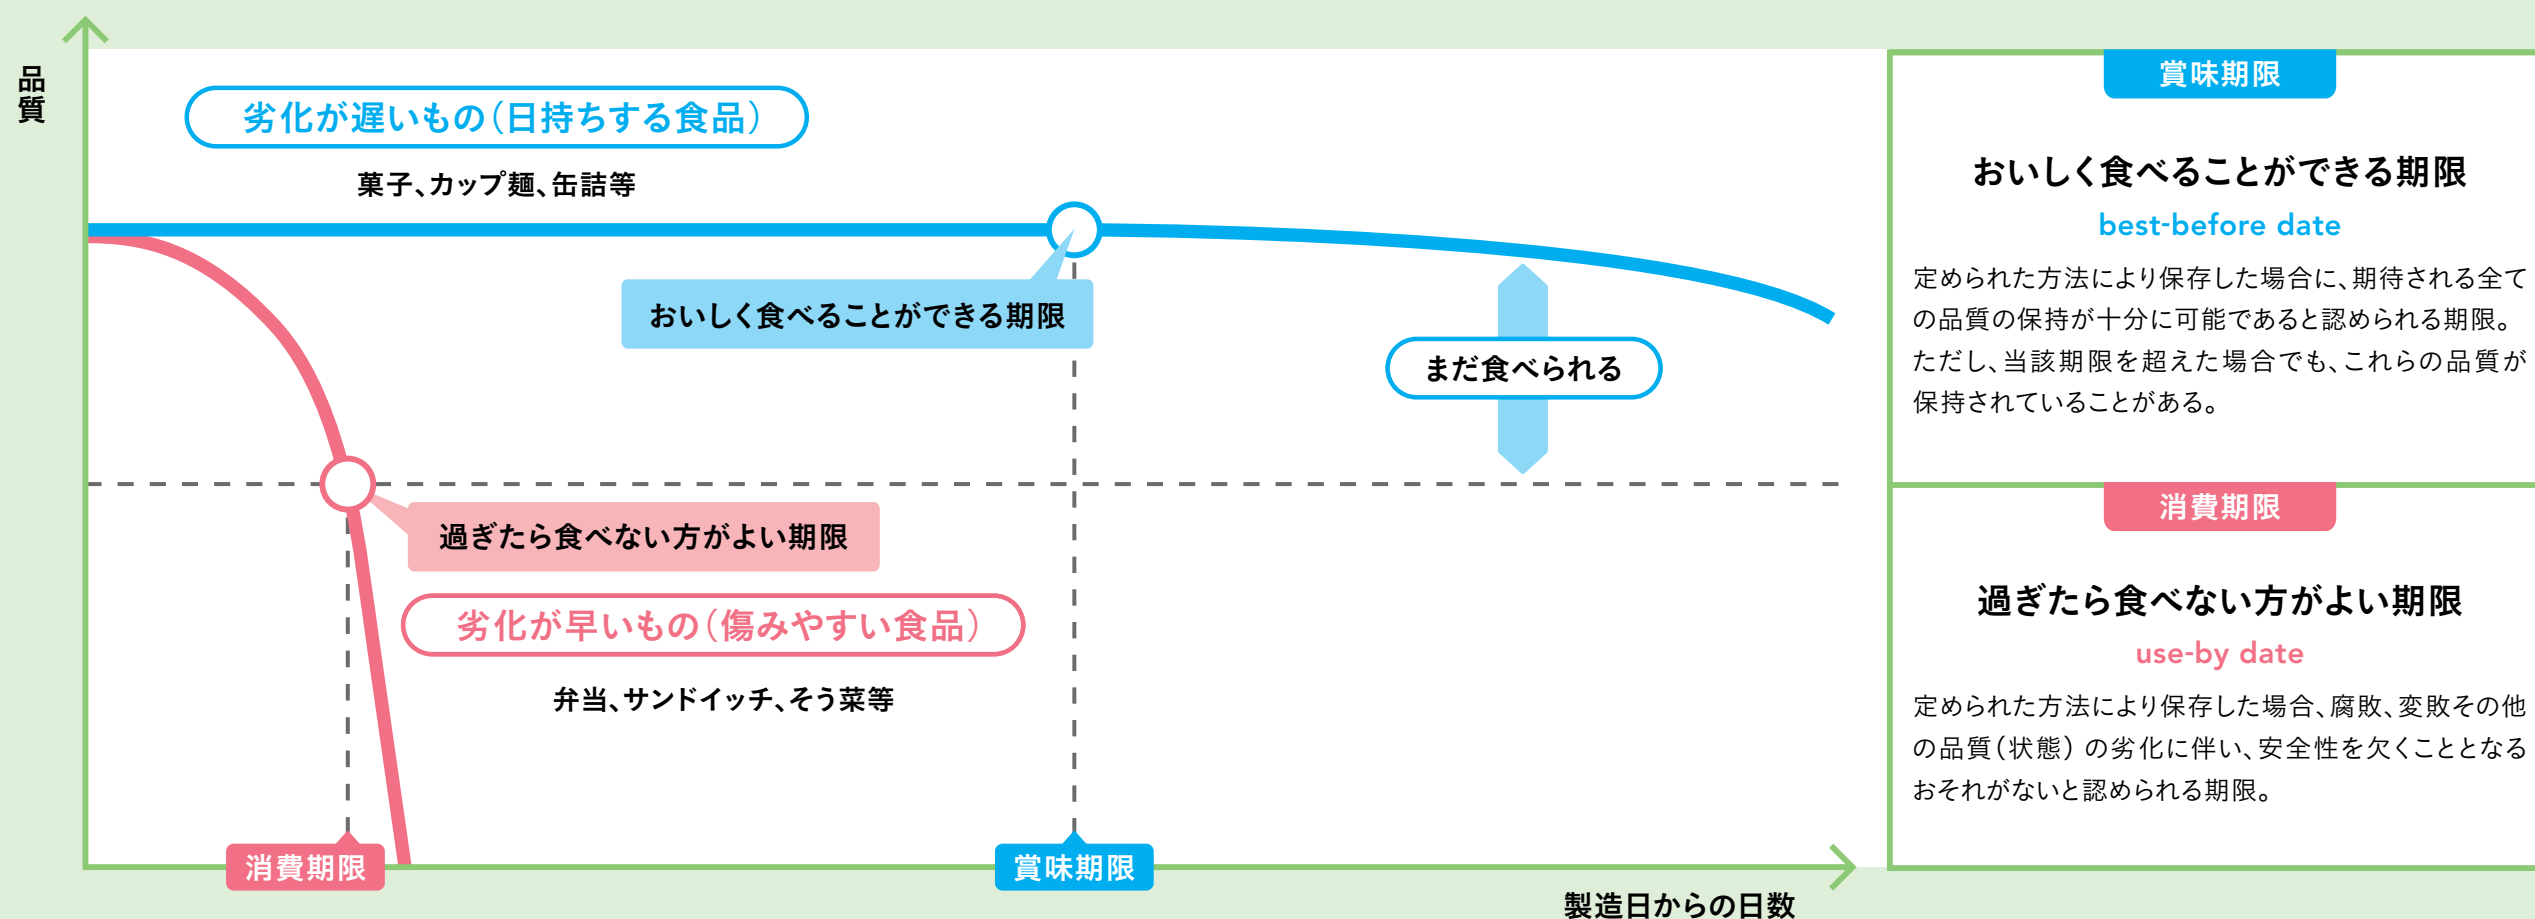 品質
劣化が遅いもの(日持ちする食品)
菓子、カップ麺、缶詰等
おいしく食べることができる期限
まだ食べられる
過ぎたら食べない方がよい期限
劣化が早いもの(傷みやすい食品)
弁当、サンドイッチ、そう菜等
消費期限
賞味期限
製造日からの日数
賞味期限
おいしく食べることができる期限
best-before date
定められた方法により保存した場合に、期待される全て
の品質の保持が十分に可能であると認められる期限。
ただし、当該期限を超えた場合でも、これらの品質が
保持されていることがある。
消費期限
過ぎたら食べない方がよい期限
use-by date
定められた方法により保存した場合、腐敗、変敗その他
の品質(状態)の劣化に伴い、安全性を欠くこととなる
おそれがないと認められる期限。